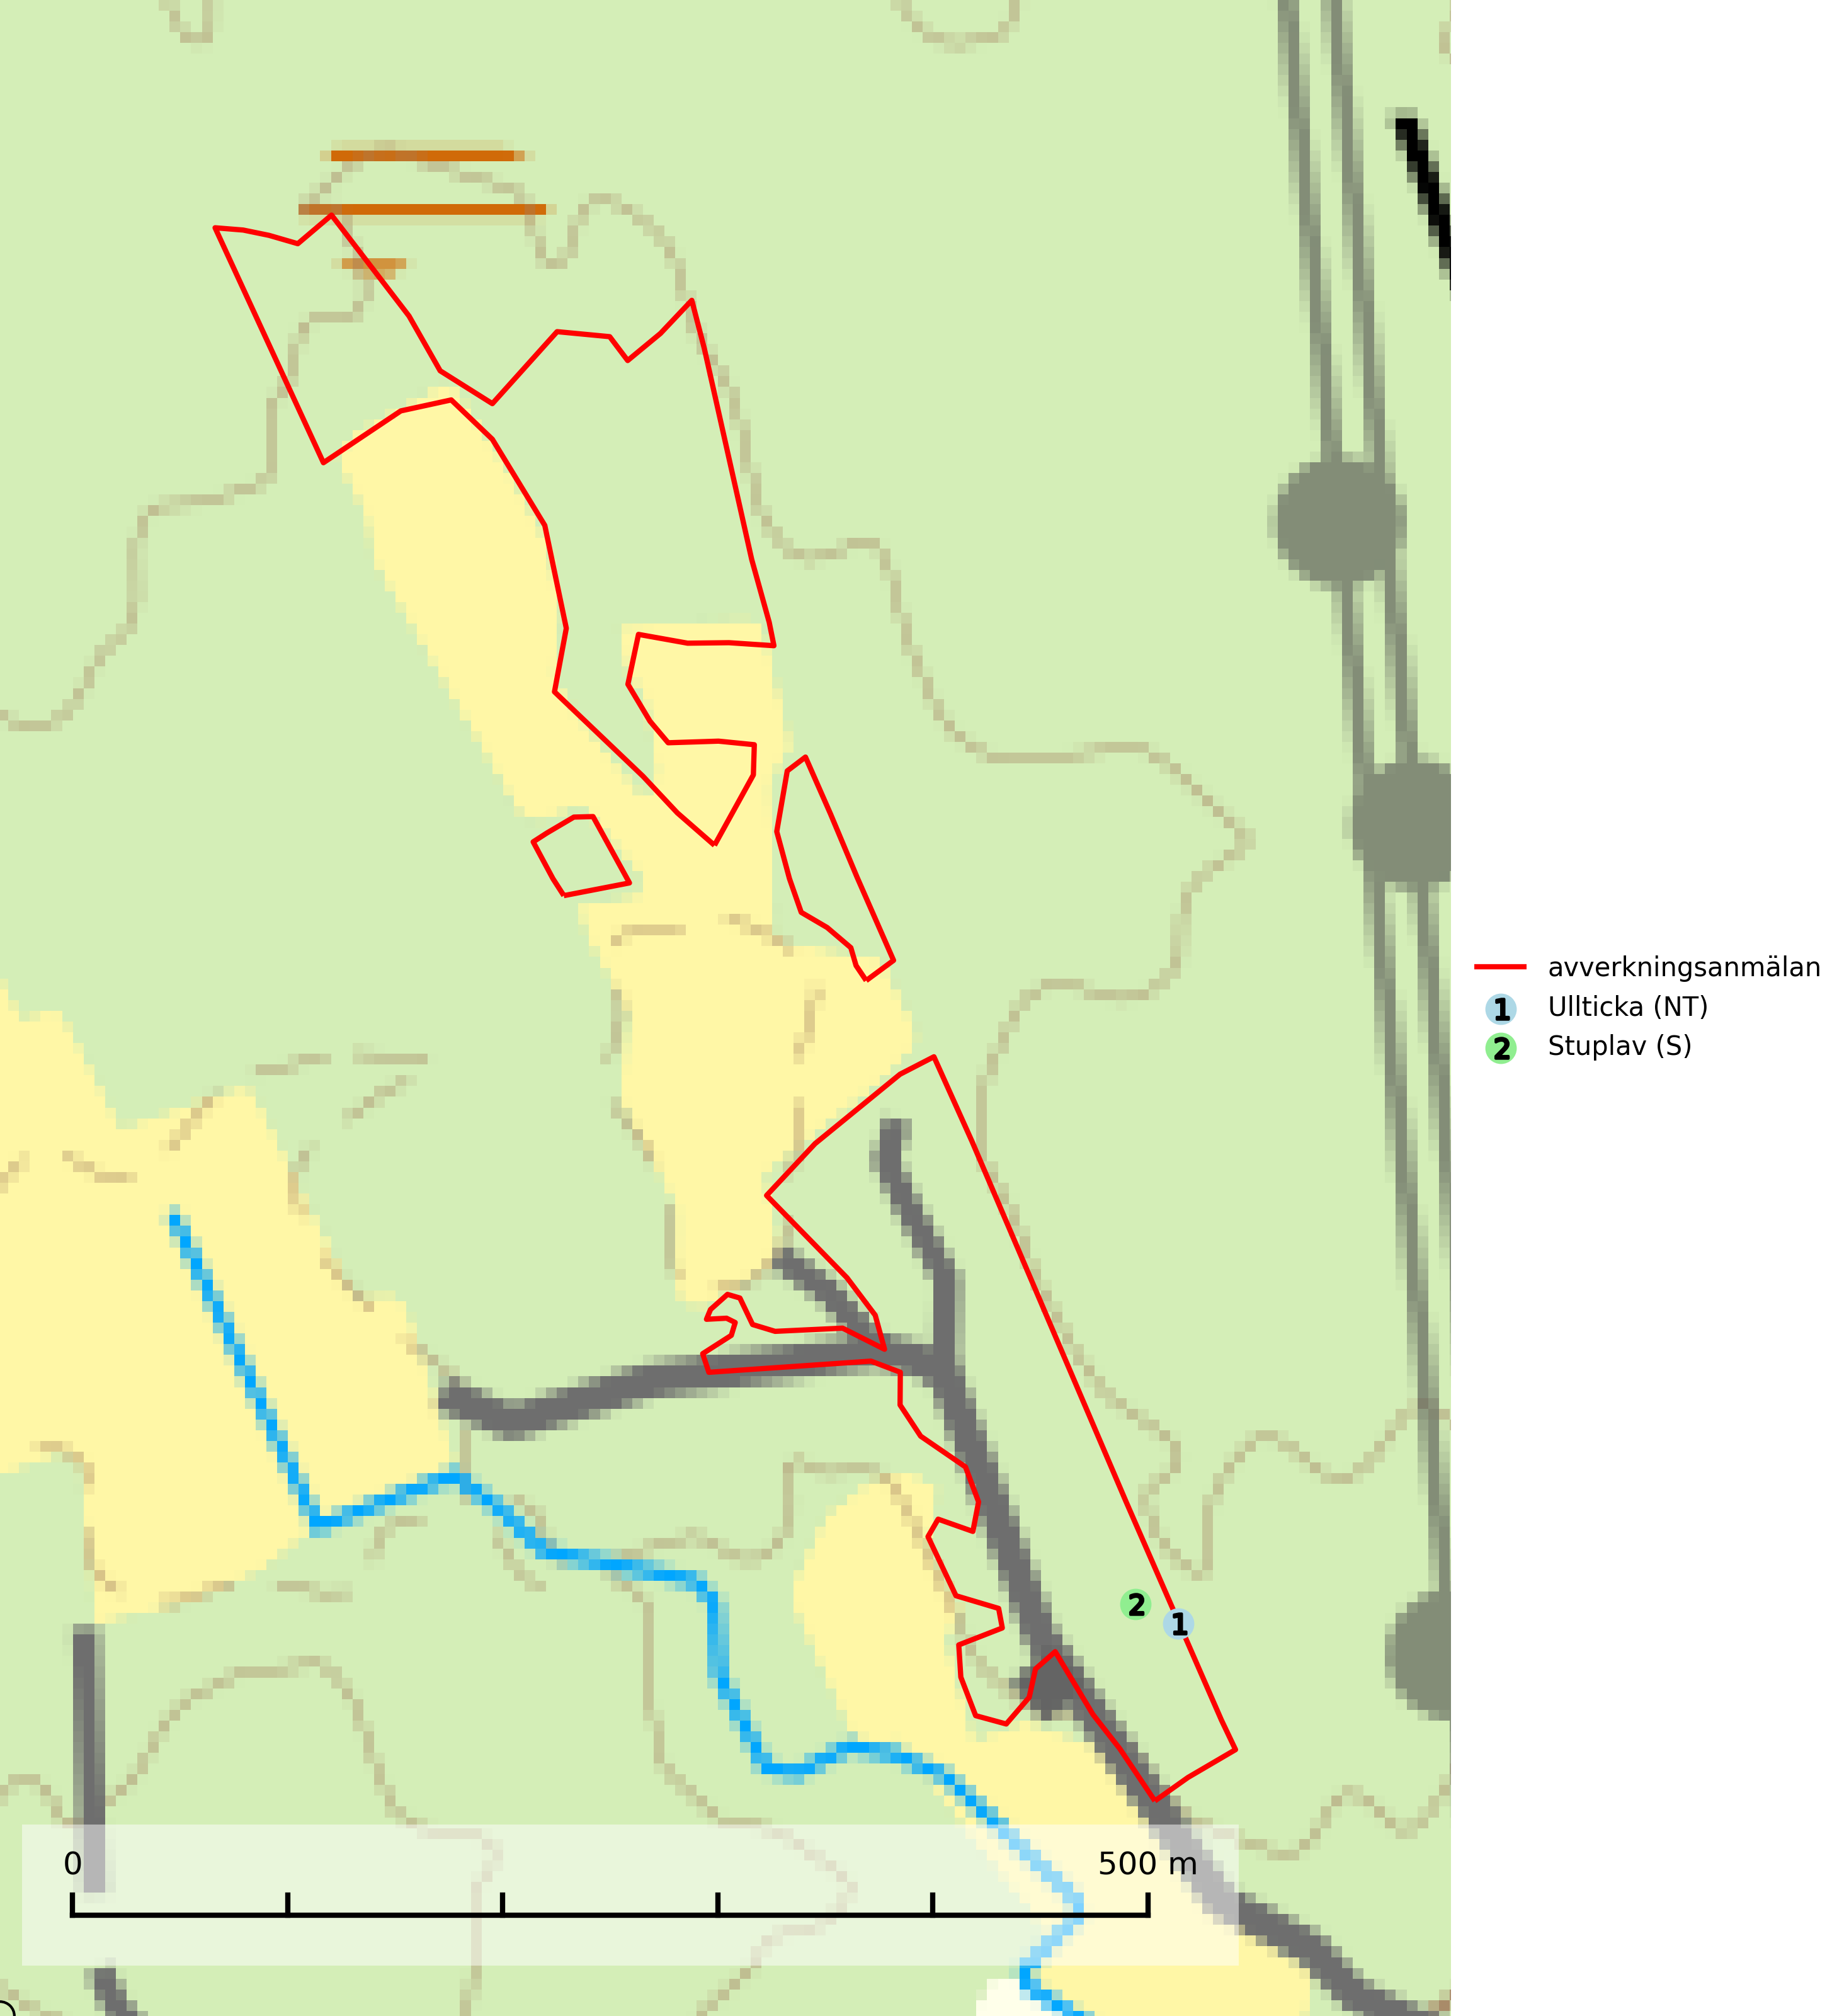 avverkningsanmälan
1 Ullticka (NT)
2 Stuplav (S)
2
1
0 500 m